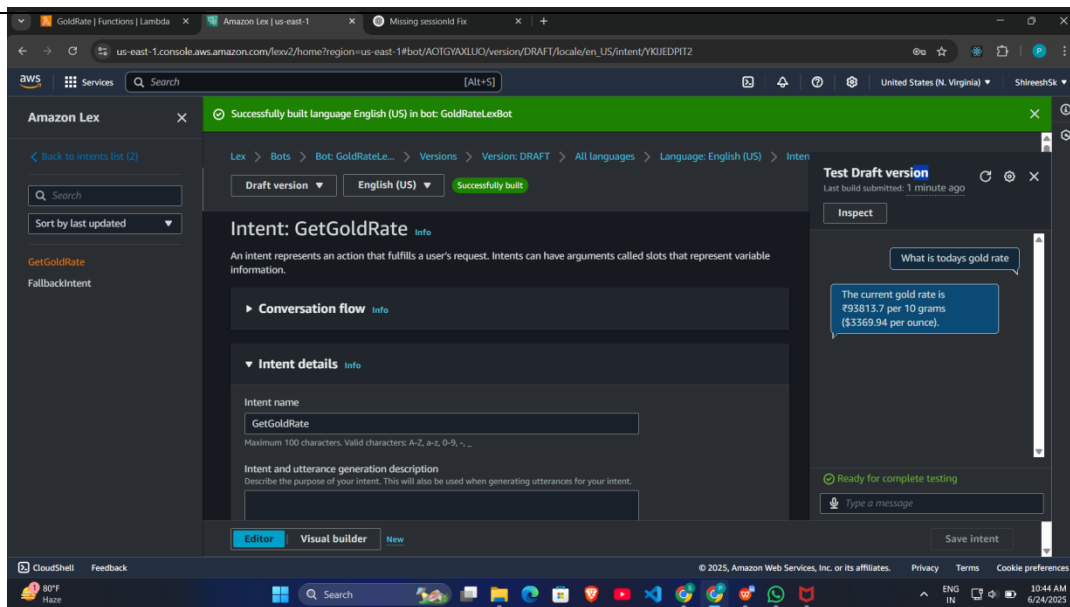 GoldRate | Functions | Lambda
Amazon Lex | us-east-1
Missing sessionId Fix
us-east-1.console.aws.amazon.com/lexv2/home?region=us-east-1#bot/AOTGYAXLUO/version/DRAFT/locale/en_US/intent/YKIJEDPIT2
P
aws
Services
Search
[Alt+S]
United States (N. Virginia)
ShireeshSk
Amazon Lex
Successfully built language English (US) in bot: GoldRateLexBot
Back to intents list (2)
Lex > Bots > Bot: GoldRateLe... > Versions > Version: DRAFT > All languages > Language: English (US) > Inten
Draft version
English (US)
Successfully built
Test Draft version
Last build submitted: 1 minute ago
Inspect
Search
Sort by last updated
GetGoldRate
FallbackIntent
Intent: GetGoldRate Info
An intent represents an action that fulfills a user's request. Intents can have arguments called slots that represent variable
information.
Conversation flow Info
Intent details Info
Intent name
GetGoldRate
Maximum 100 characters. Valid characters: A-Z, a-z, 0-9, -, _
Intent and utterance generation description
Describe the purpose of your intent. This will also be used when generating utterances for your intent.
What is todays gold rate
The current gold rate is
₹93813.7 per 10 grams
($3369.94 per ounce).
Ready for complete testing
Type a message
Editor
Visual builder
New
Save intent
CloudShell
Feedback
© 2025, Amazon Web Services, Inc. or its affiliates.
Privacy
Terms
Cookie preferences
1
80°F
Haze
Search
ENG
IN
10:44 AM
6/24/2025